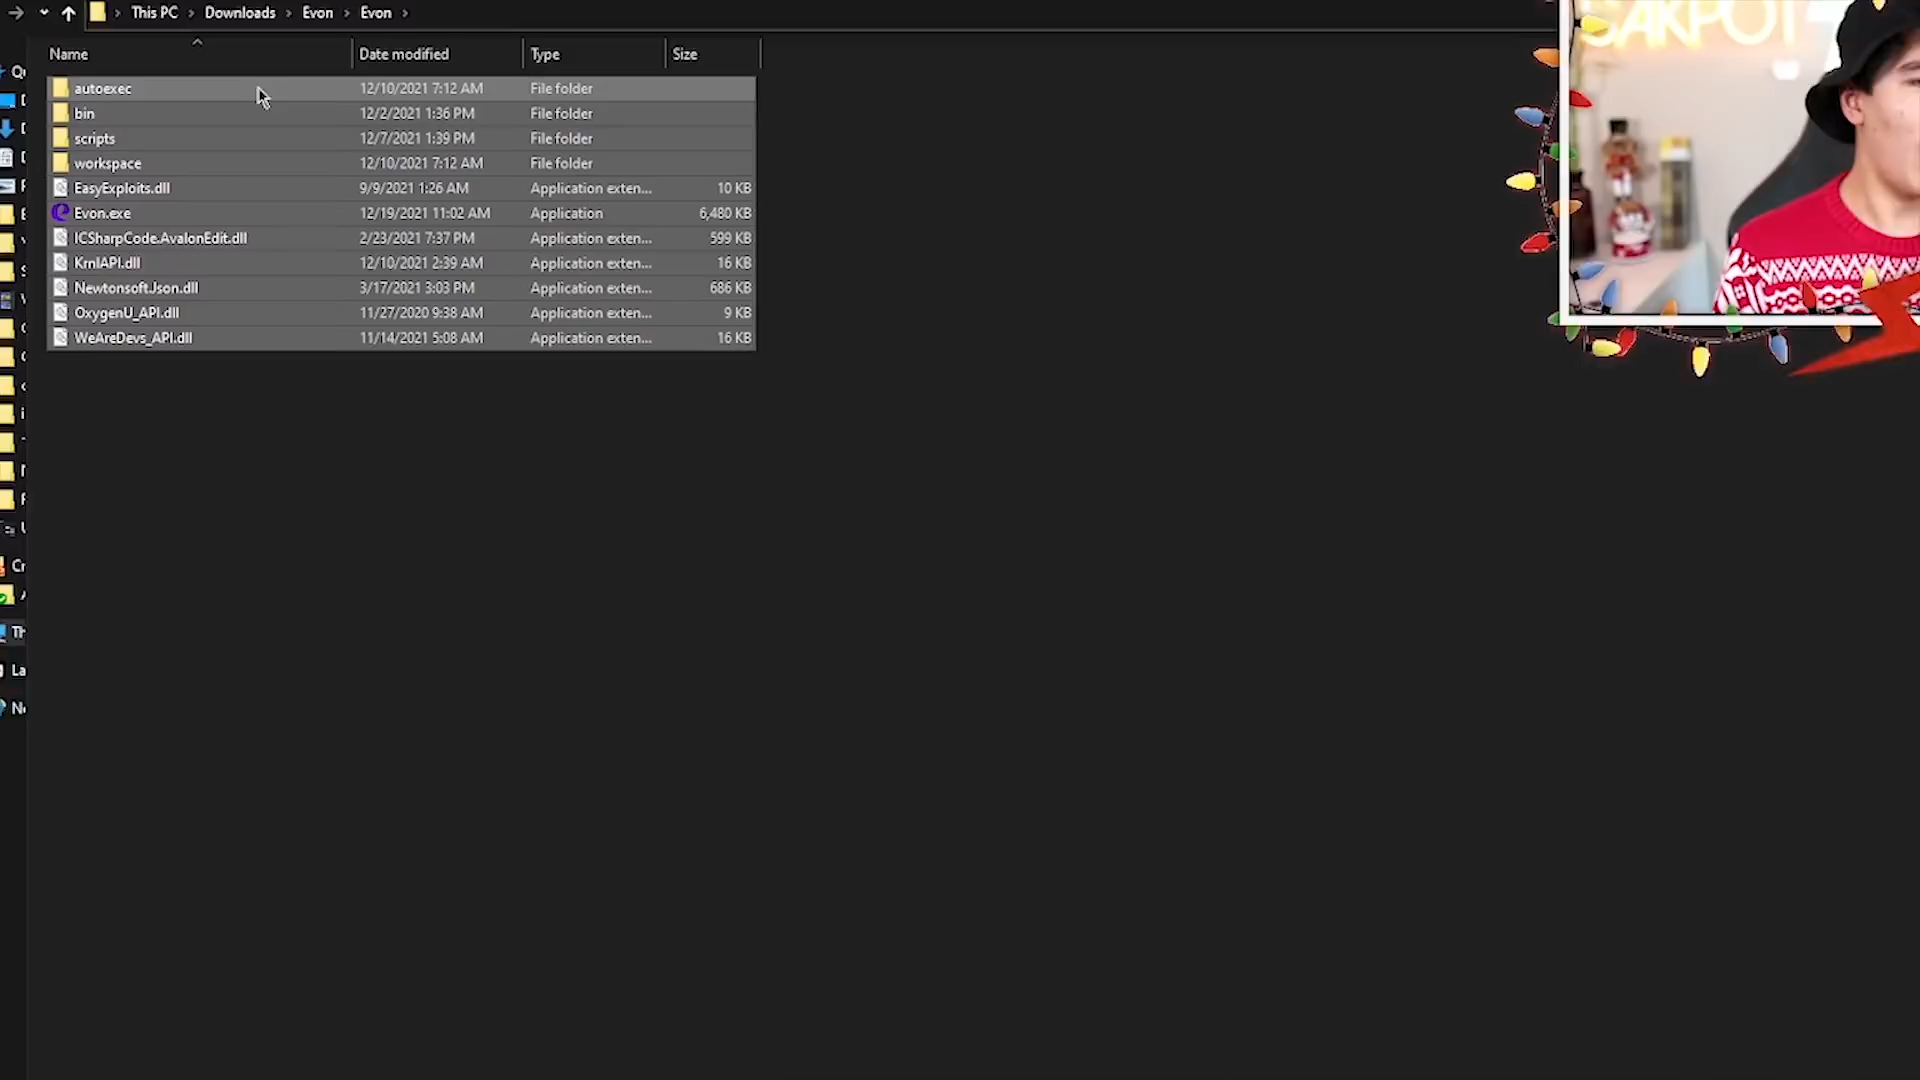 This PC > Downloads > Evon > Evon >
Name Date modified Type Size
autoexec 12/10/2021 7:12 AM File folder
bin 12/2/2021 1:36 PM File folder
scripts 12/7/2021 1:39 PM File folder
workspace 12/10/2021 7:12 AM File folder
EasyExploits.dll 9/9/2021 1:26 AM Application exten... 10 KB
Evon.exe 12/19/2021 11:02 AM Application 6,480 KB
ICSharpCode.AvalonEdit.dll 2/23/2021 7:37 PM Application exten... 599 KB
KrnlAPI.dll 12/10/2021 2:39 AM Application exten... 16 KB
Newtonsoft.Json.dll 3/17/2021 3:03 PM Application exten... 686 KB
OxygenU_API.dll 11/27/2020 9:38 AM Application exten... 9 KB
WeAreDevs_API.dll 11/14/2021 5:08 AM Application exten... 16 KB
Cr
Th
La